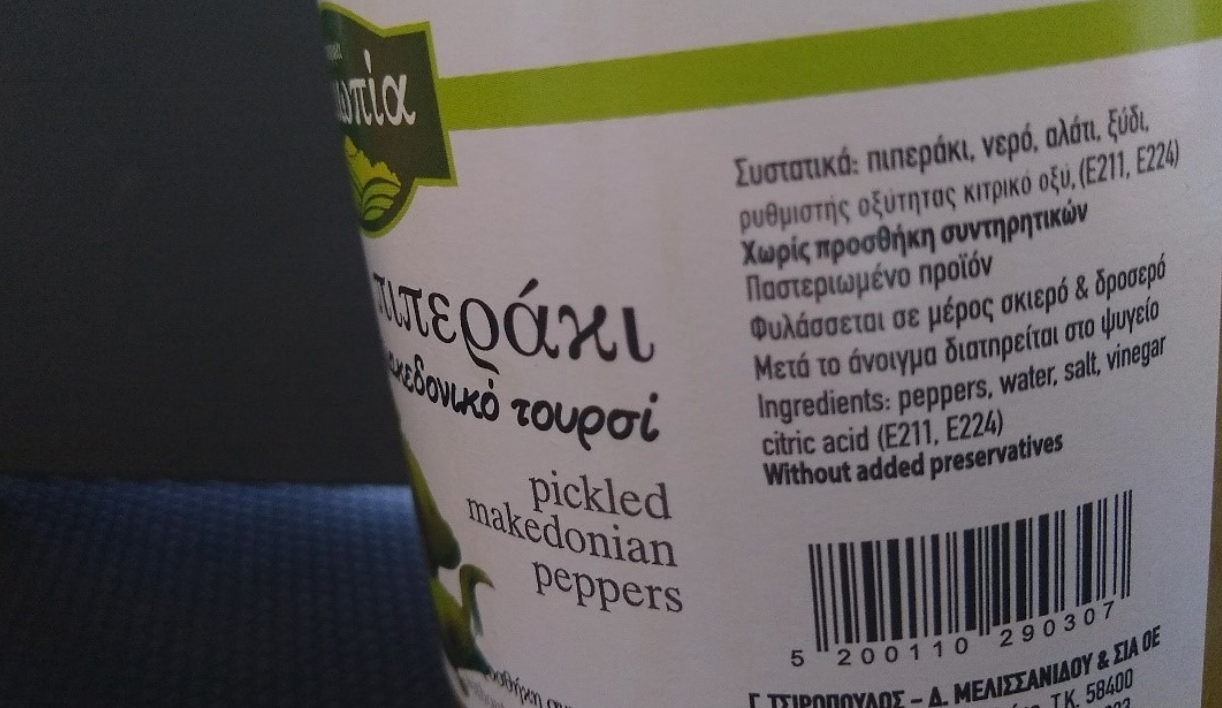 πιπεράκι
τουρσί
pickled
makedonian
peppers
Συστατικά: πιπεράκι, νερό, αλάτι, ξύδι,
ρυθμιστής οξύτητας κιτρικό οξύ, (E211, E224)
Χωρίς προσθήκη συντηρητικών
Παστεριωμένο προϊόν
Φυλάσσεται σε μέρος σκιερό & δροσερό
Μετά το άνοιγμα διατηρείται στο ψυγείο
Ingredients: peppers, water, salt, vinegar
citric acid (E211, E224)
Without added preservatives
5 200110 290307
Γ. ΤΣΙΡΟΠΟΥΛΟΣ – Δ. ΜΕΛΙΣΣΑΝΙΔΟΥ & ΣΙΑ ΟΕ
Τ.Κ. 58400